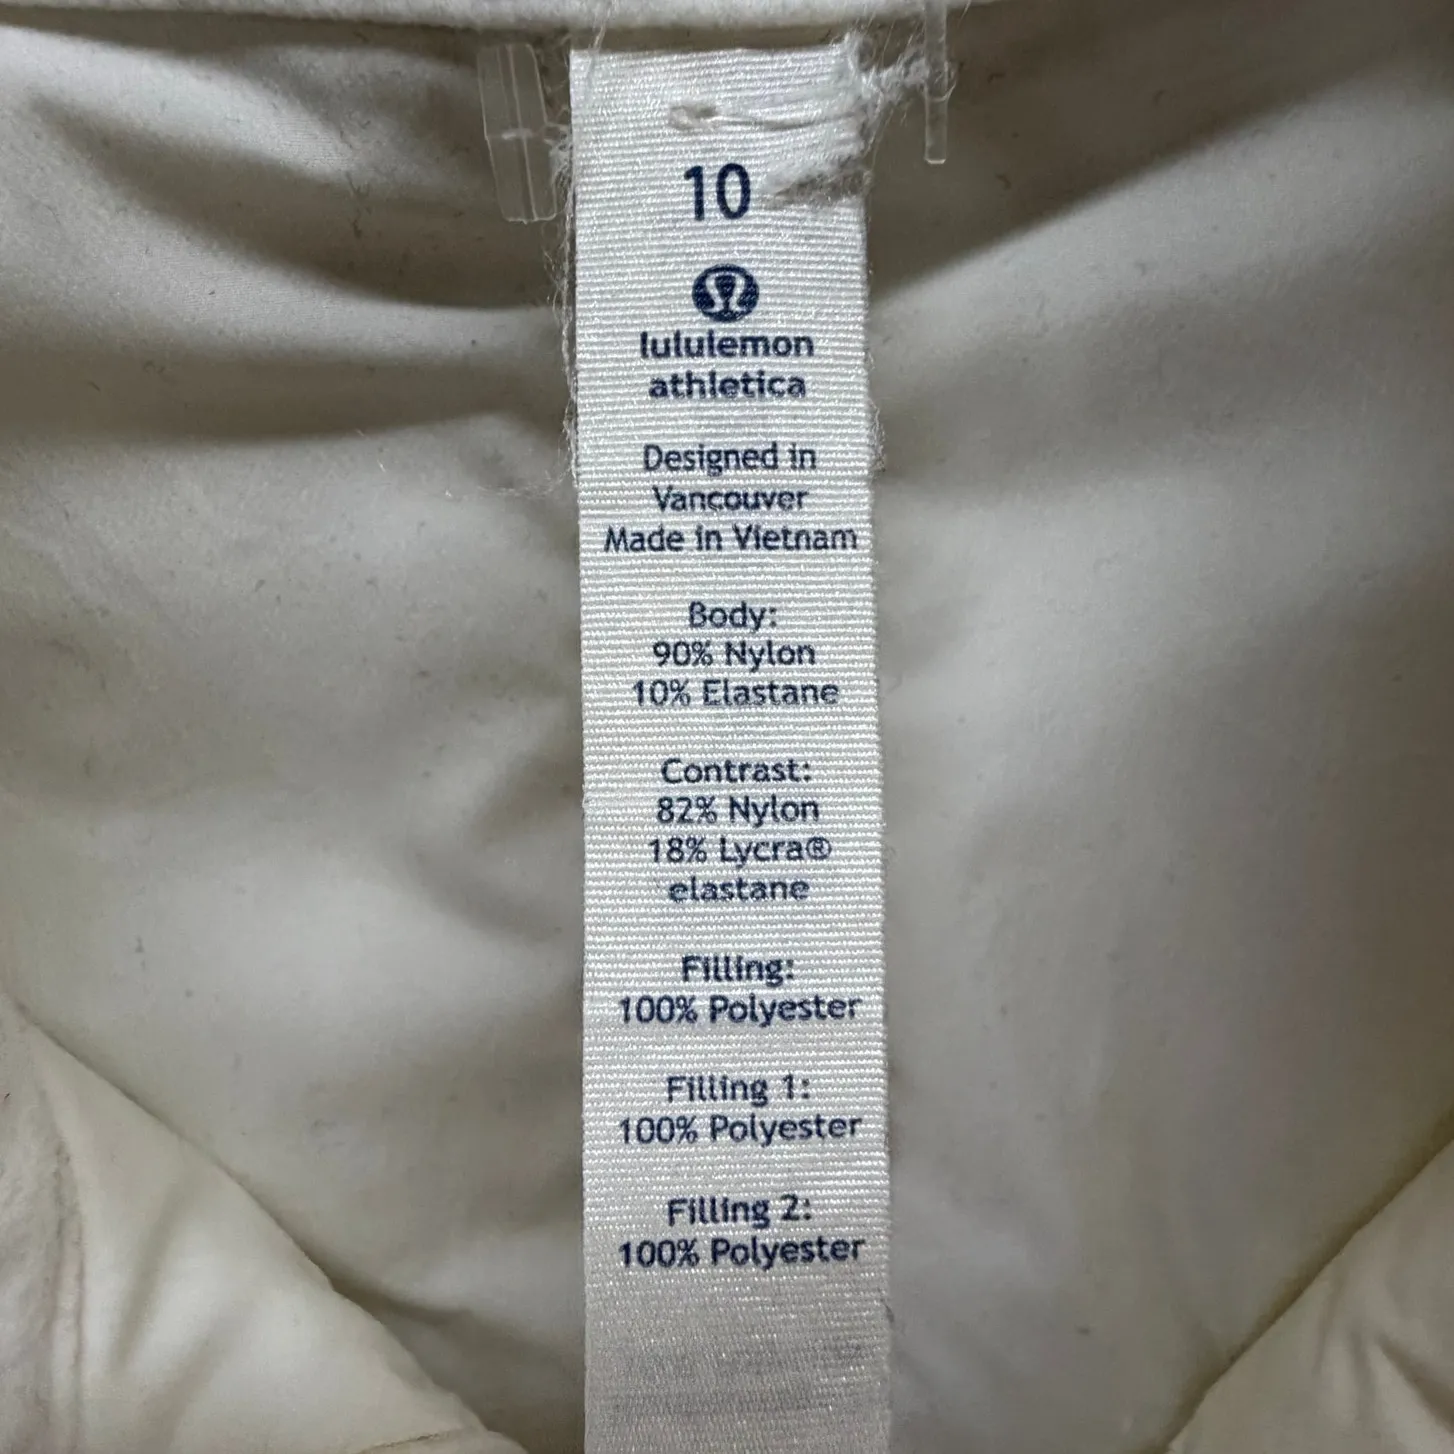 10
lululemon
athletica
Designed in
Vancouver
Made in Vietnam
Body:
90% Nylon
10% Elastane
Contrast:
82% Nylon
18% Lycra®
elastane
Filling:
100% Polyester
Filling 1:
100% Polyester
Filling 2:
100% Polyester